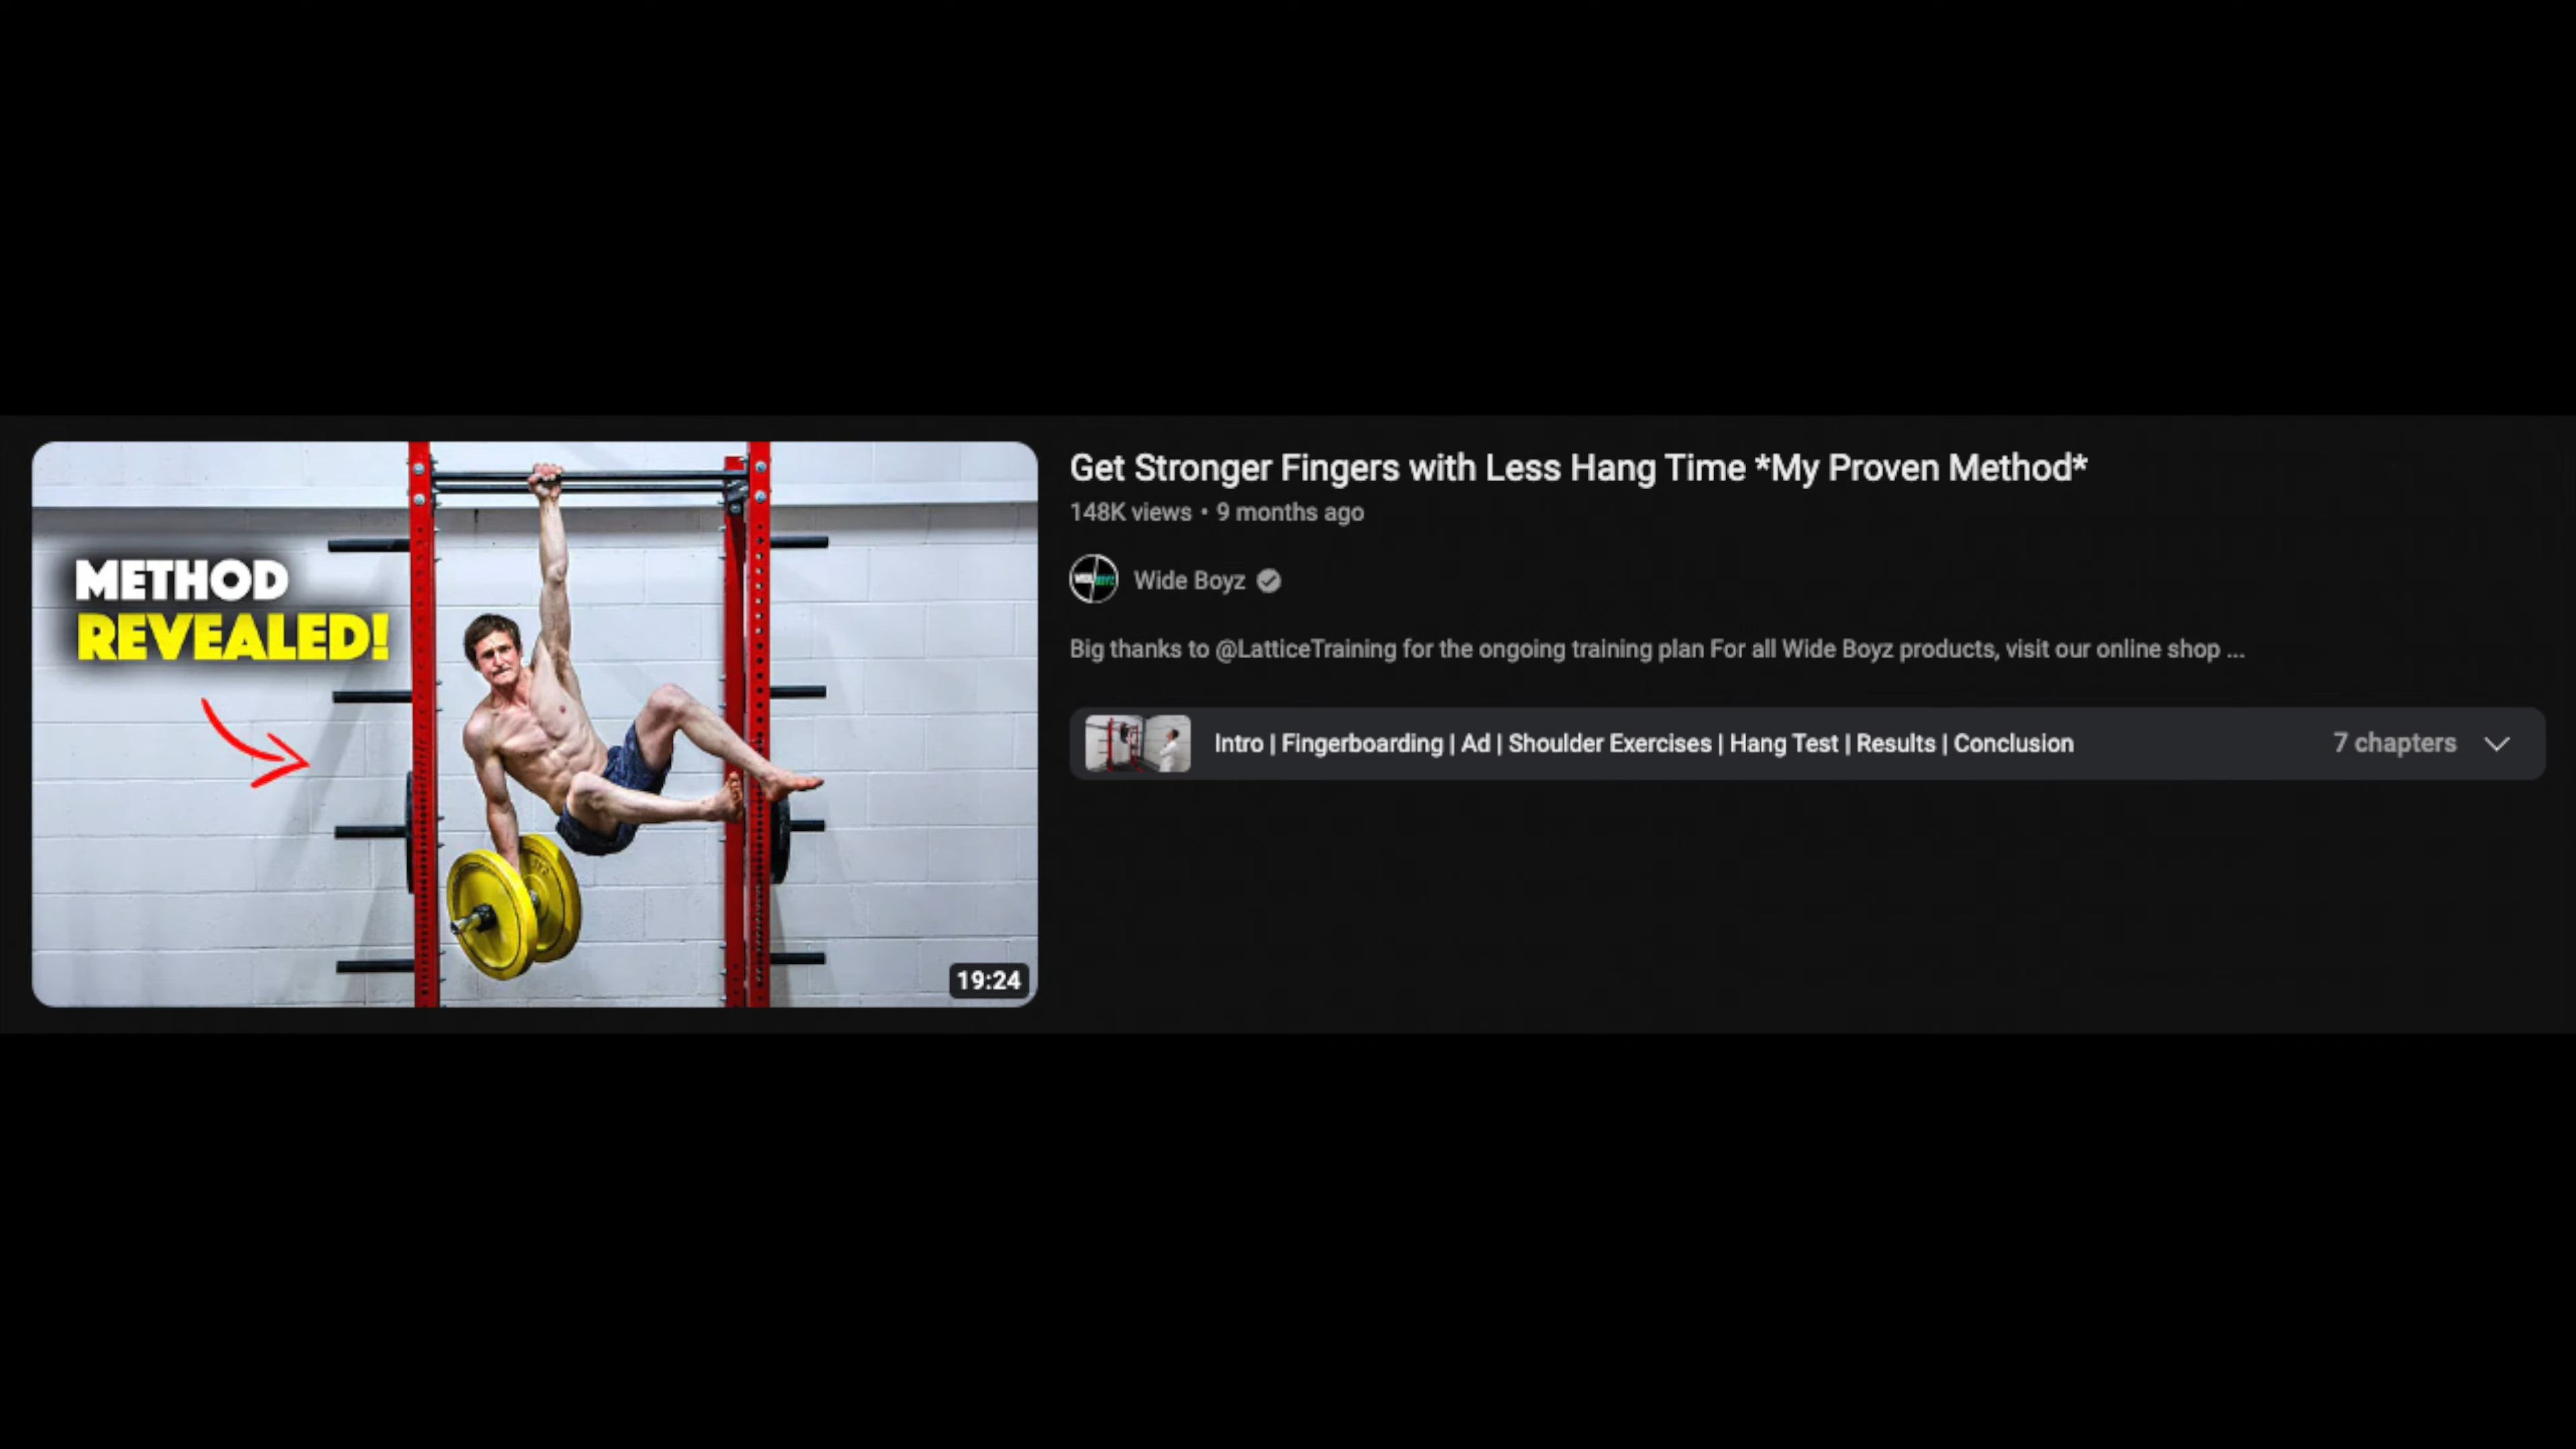 METHOD
REVEALED!
19:24
Get Stronger Fingers with Less Hang Time *My Proven Method*
148K views • 9 months ago
Wide Boyz
Big thanks to @LatticeTraining for the ongoing training plan For all Wide Boyz products, visit our online shop ...
Intro | Fingerboarding | Ad | Shoulder Exercises | Hang Test | Results | Conclusion
7 chapters